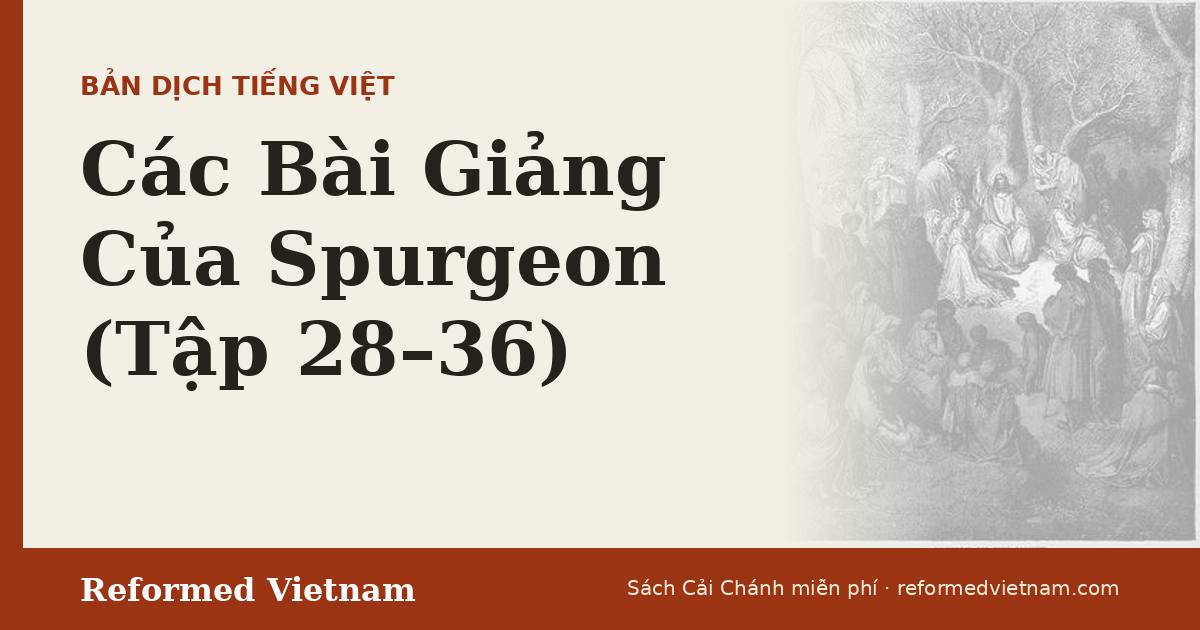 BẢN DỊCH TIẾNG VIỆT
Các Bài Giảng
Của Spurgeon
(Tập 28–36)
Reformed Vietnam
Sách Cải Chánh miễn phí · reformedvietnam.com